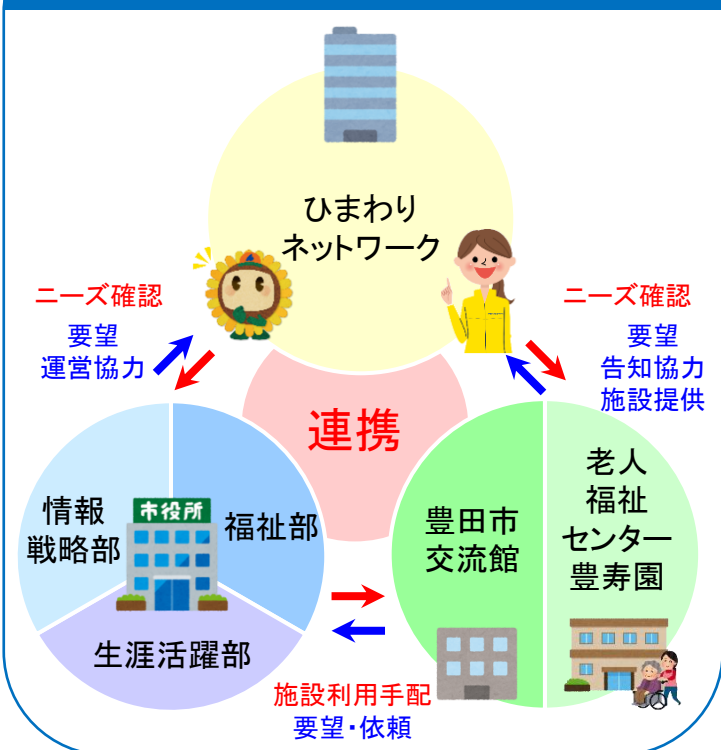 ひまわり
ネットワーク
ニーズ確認
要望
運営協力
ニーズ確認
要望
告知協力
施設提供
連携
情報
戦略部
市役所
福祉部
生涯活躍部
豊田市
交流館
老人
福祉
センター
豊寿園
施設利用手配
要望・依頼